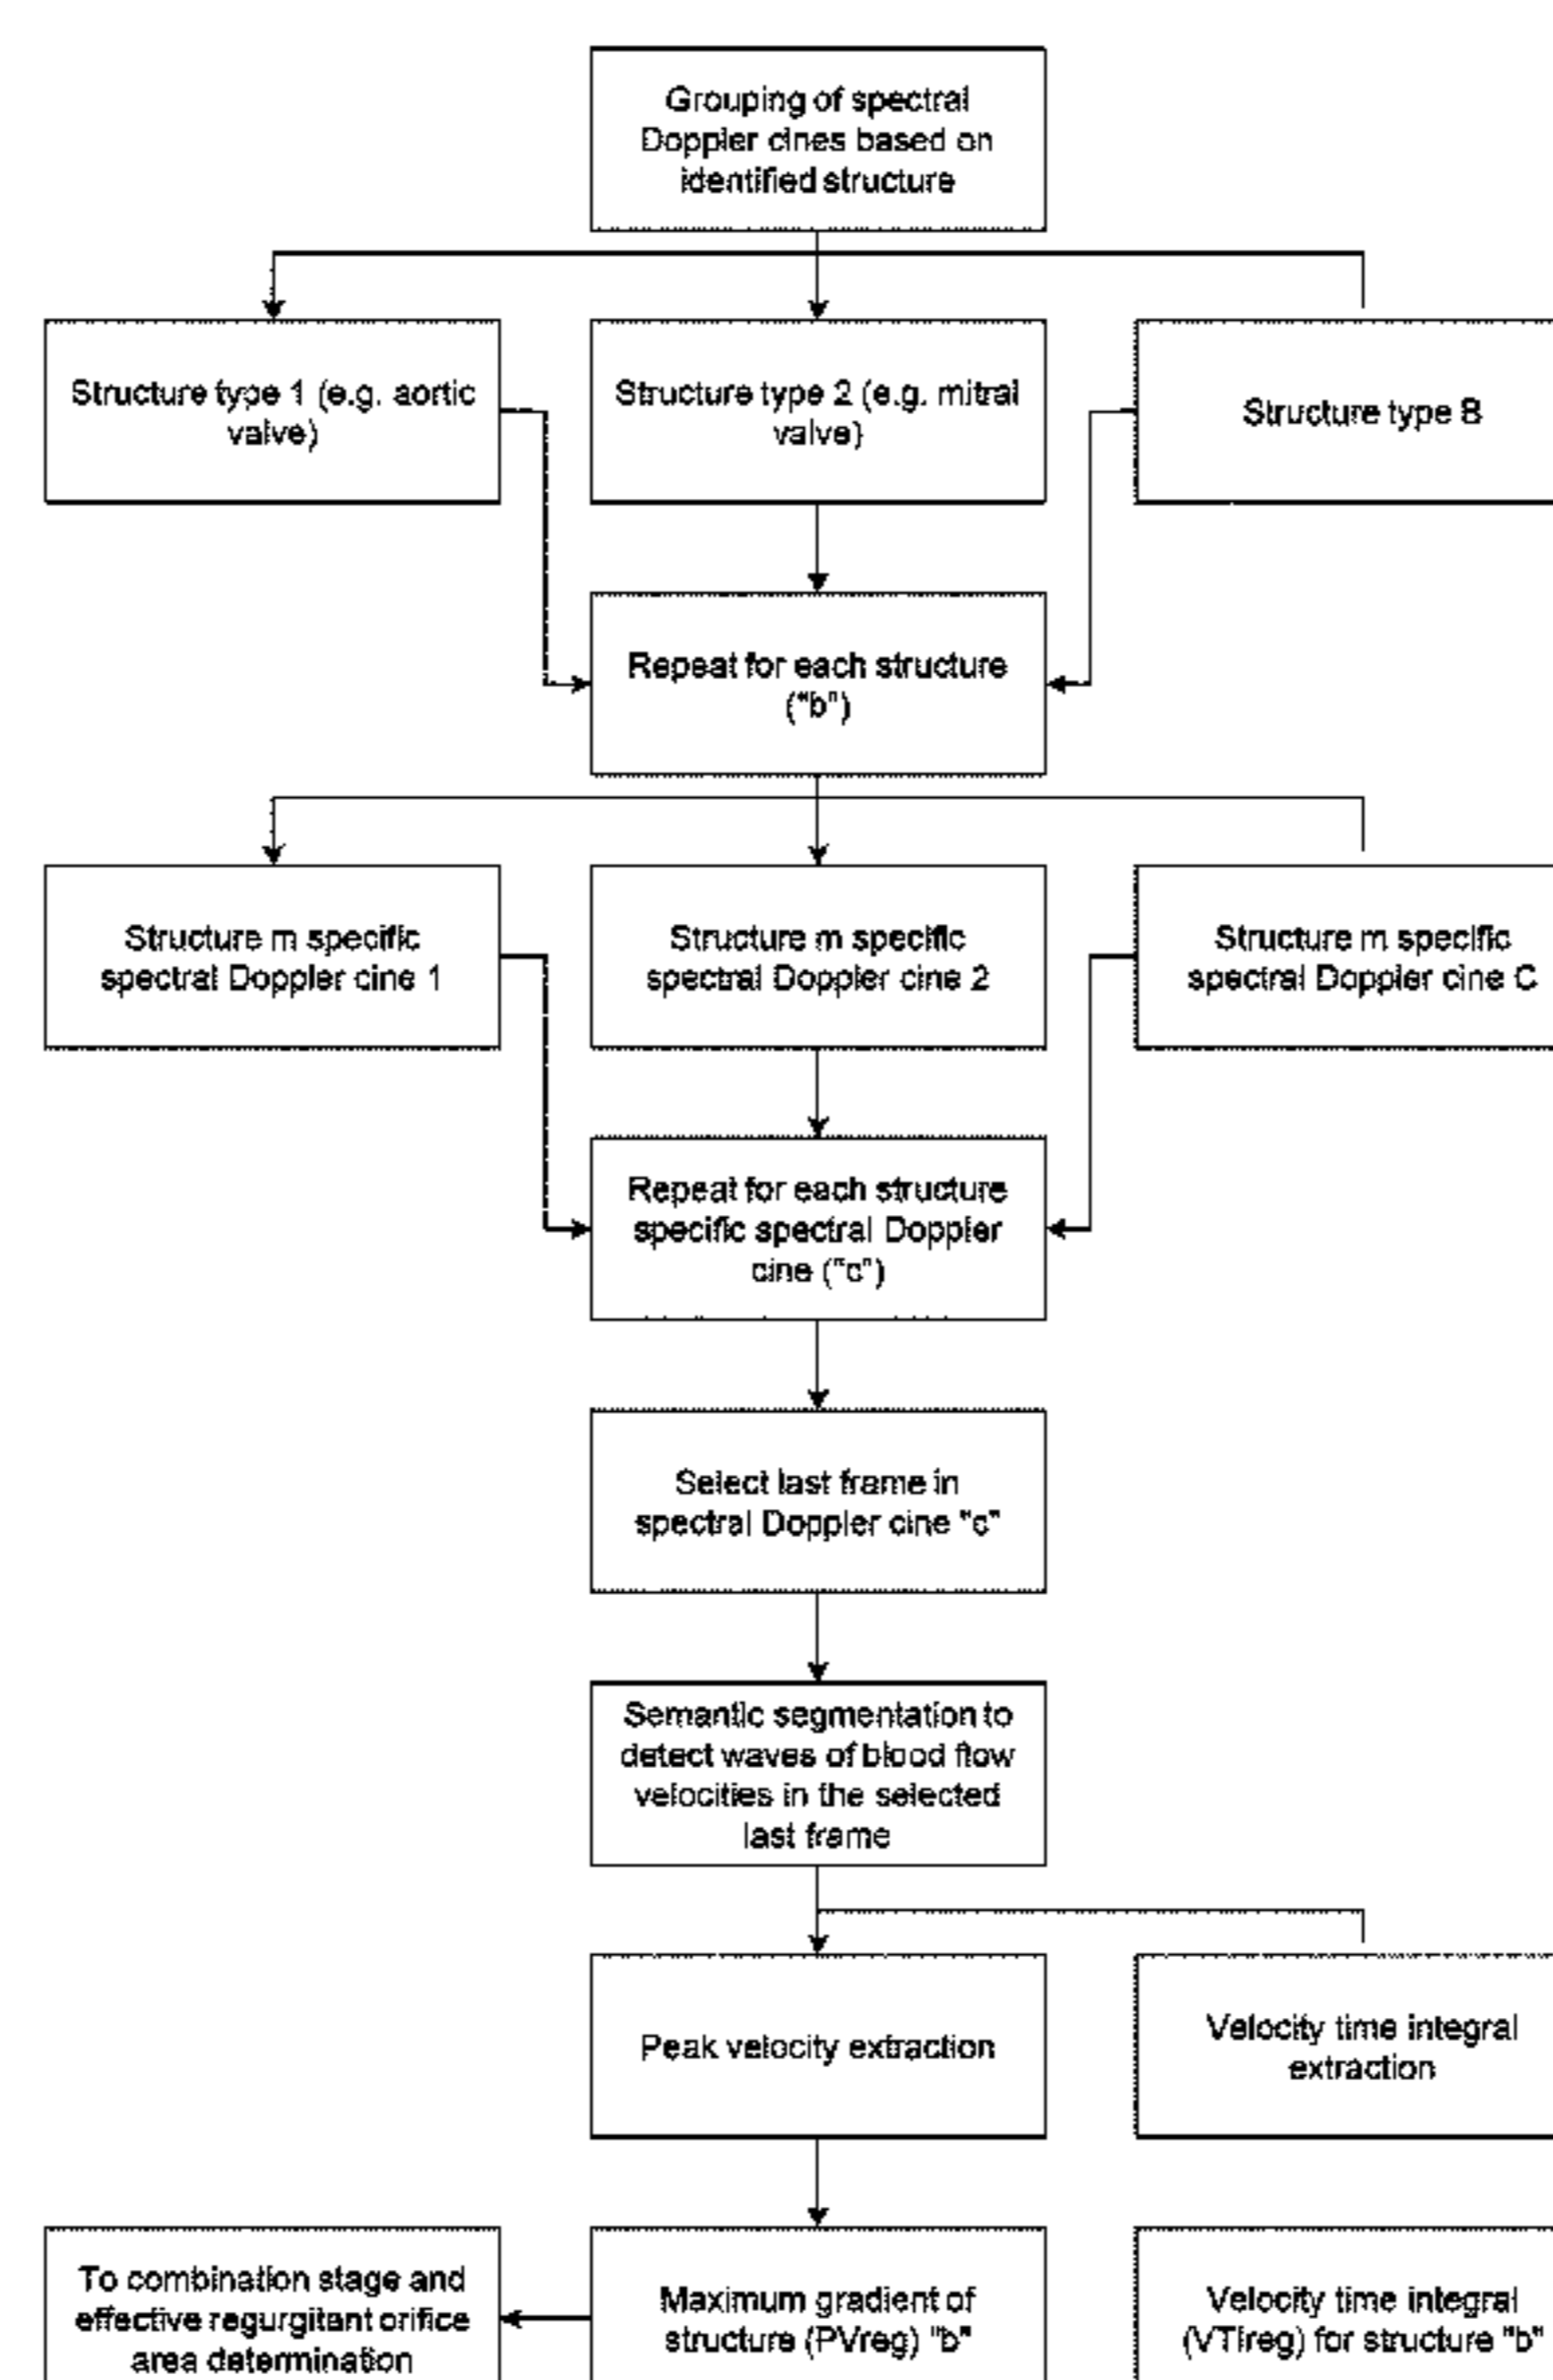 Grouping of spectral
Doppler cines based on
identified structure
Structure type 1 (e.g. aortic
valve)
Structure type 2 (e.g. mitral
valve)
Structure type B
Repeat for each structure
("b")
Structure m specific
spectral Doppler cine 1
Structure m specific
spectral Doppler cine 2
Structure m specific
spectral Doppler cine C
Repeat for each structure
specific spectral Doppler
cine ("c")
Select last frame in
spectral Doppler cine "c"
Semantic segmentation to
detect waves of blood flow
velocities in the selected
last frame
Peak velocity extraction
Velocity time integral
extraction
To combination stage and
effective regurgitant orifice
area determination
Maximum gradient of
structure (PVreg) "b"
Velocity time integral
(VTIreg) for structure "b"